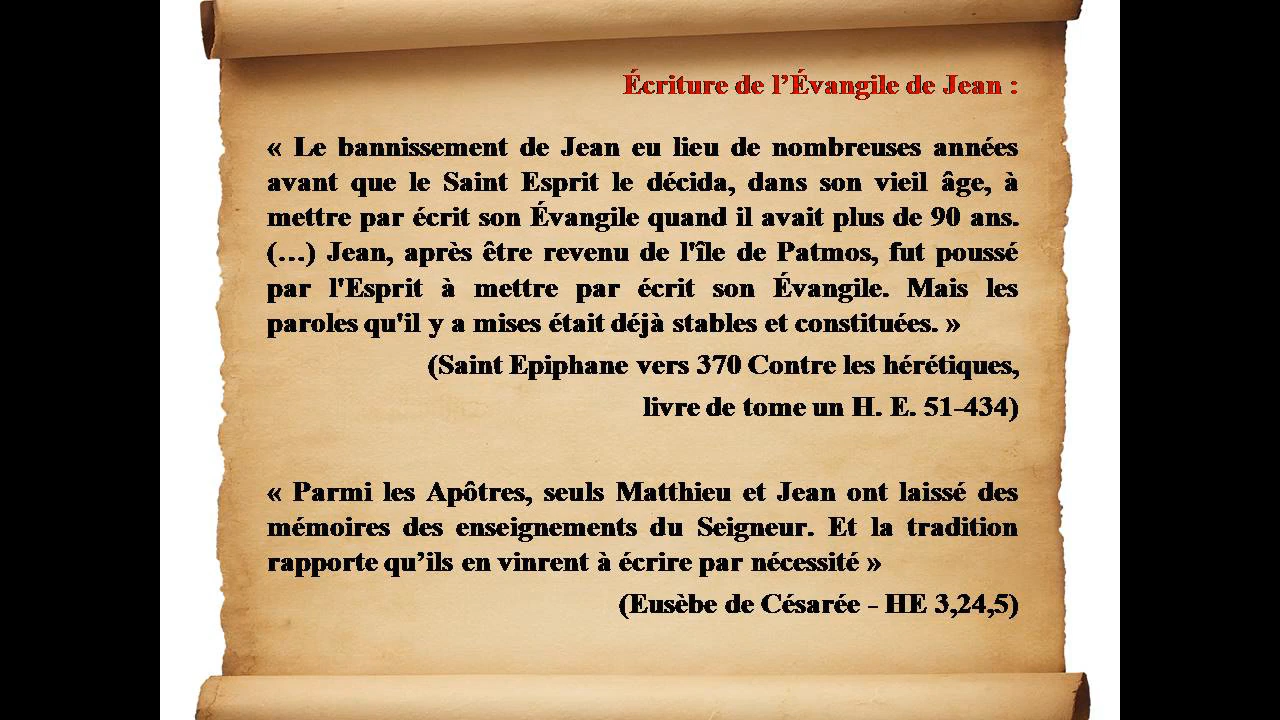 Écriture de l’Évangile de Jean :
« Le bannissement de Jean eu lieu de nombreuses années
avant que le Saint Esprit le décida, dans son vieil âge, à
mettre par écrit son Évangile quand il avait plus de 90 ans.
(…) Jean, après être revenu de l'île de Patmos, fut poussé
par l'Esprit à mettre par écrit son Évangile. Mais les
paroles qu'il y a mises était déjà stables et constituées. »
(Saint Epiphane vers 370 Contre les hérétiques,
livre de tome un H. E. 51-434)
« Parmi les Apôtres, seuls Matthieu et Jean ont laissé des
mémoires des enseignements du Seigneur. Et la tradition
rapporte qu’ils en vinrent à écrire par nécessité »
(Eusèbe de Césarée - HE 3,24,5)